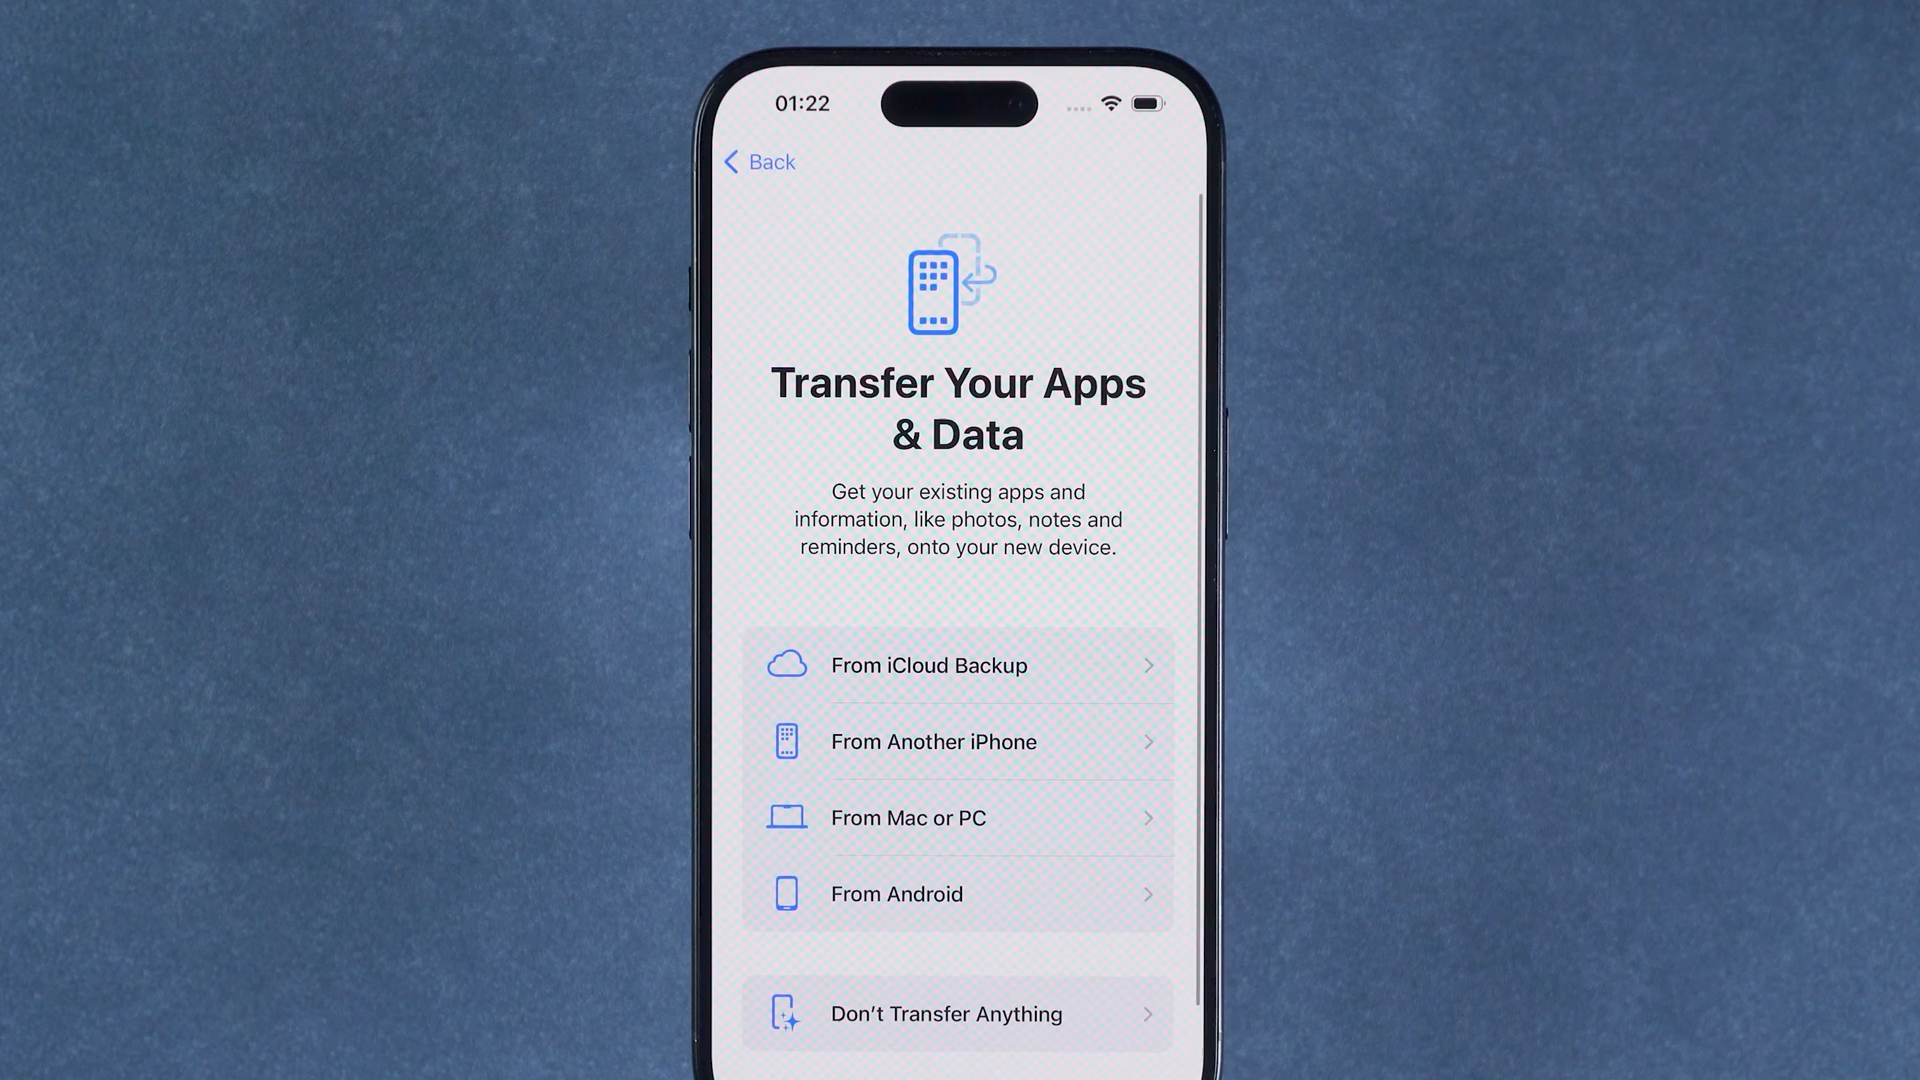 01:22
Back
Transfer Your Apps
& Data
Get your existing apps and
information, like photos, notes and
reminders, onto your new device.
From iCloud Backup
From Another iPhone
From Mac or PC
From Android
Don’t Transfer Anything